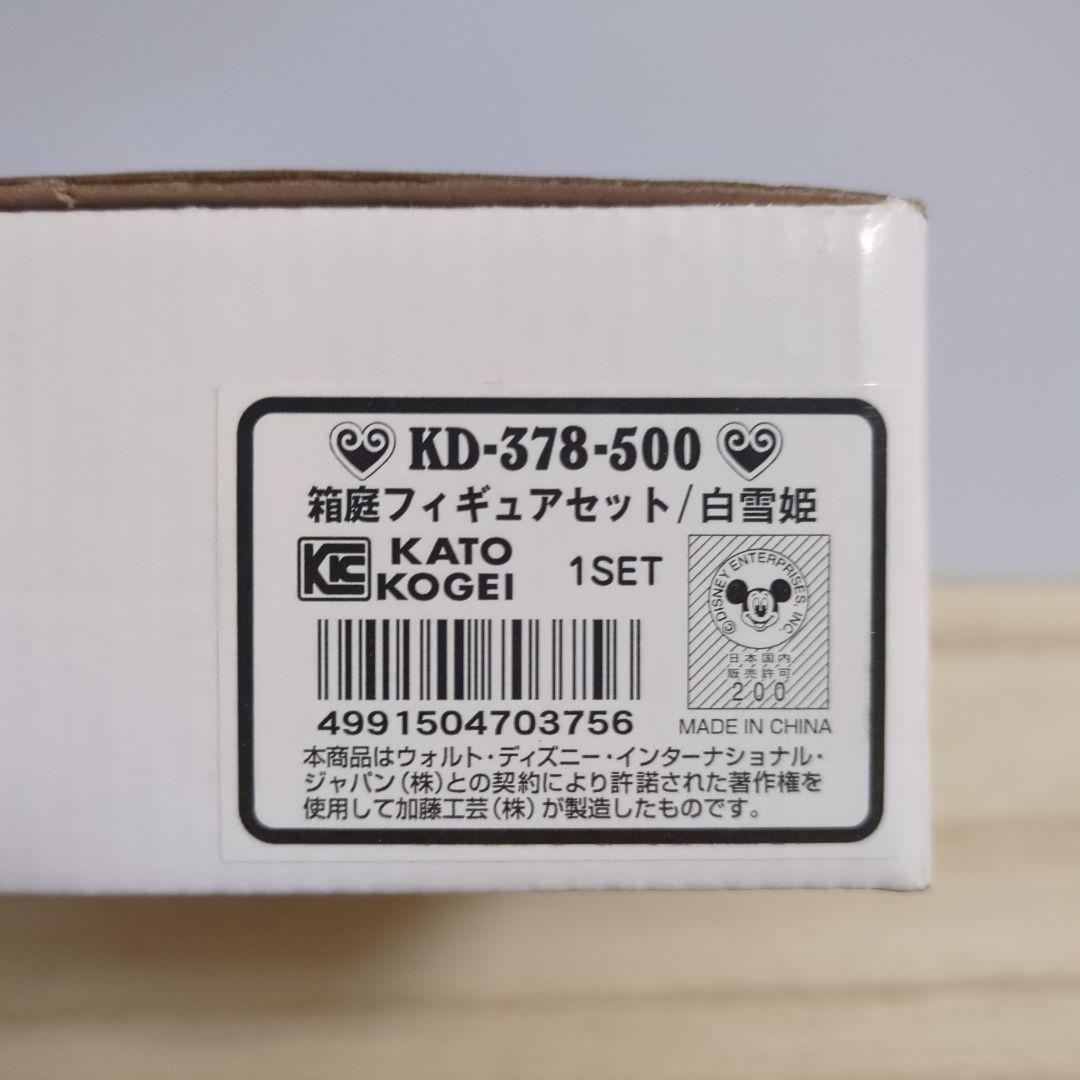 KD-378-500
箱庭フィギュアセット/白雪姫
KC KATO KOGEI
1SET
©DISNEY ENTERPRISES, INC.
日本国内
販売許可
200
4991504703756
MADE IN CHINA
本商品はウォルト・ディズニー・インターナショナル・
ジャパン(株)との契約により許諾された著作権を
使用して加藤工芸(株)が製造したものです。